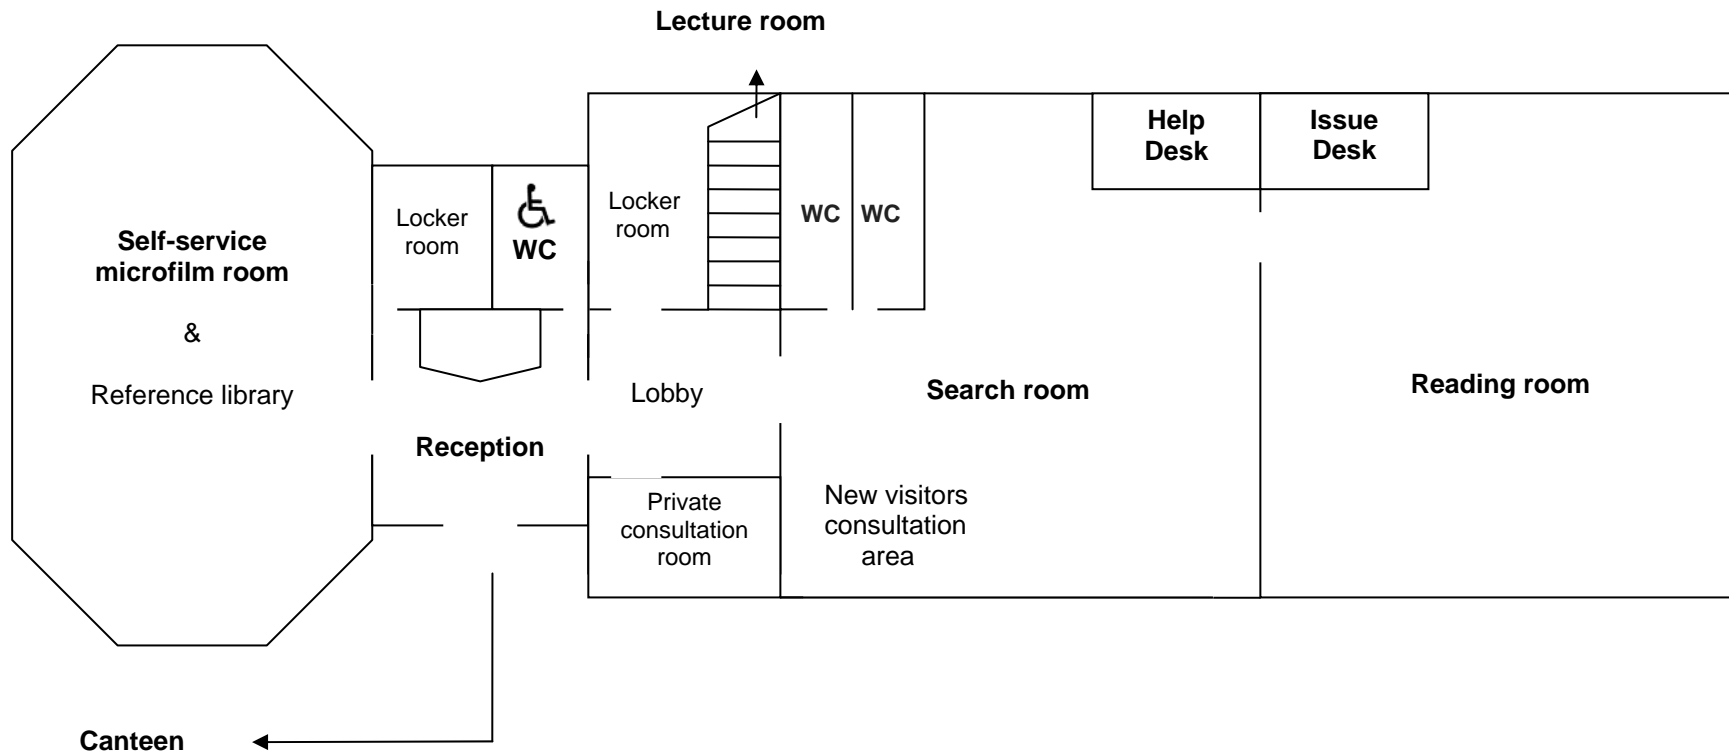 Lecture room
Self-service
microfilm room
&
Reference library
Locker
room
WC
Locker
room
WC
WC
Help
Desk
Issue
Desk
Reception
Lobby
Private
consultation
room
Search room
New visitors
consultation
area
Reading room
Canteen